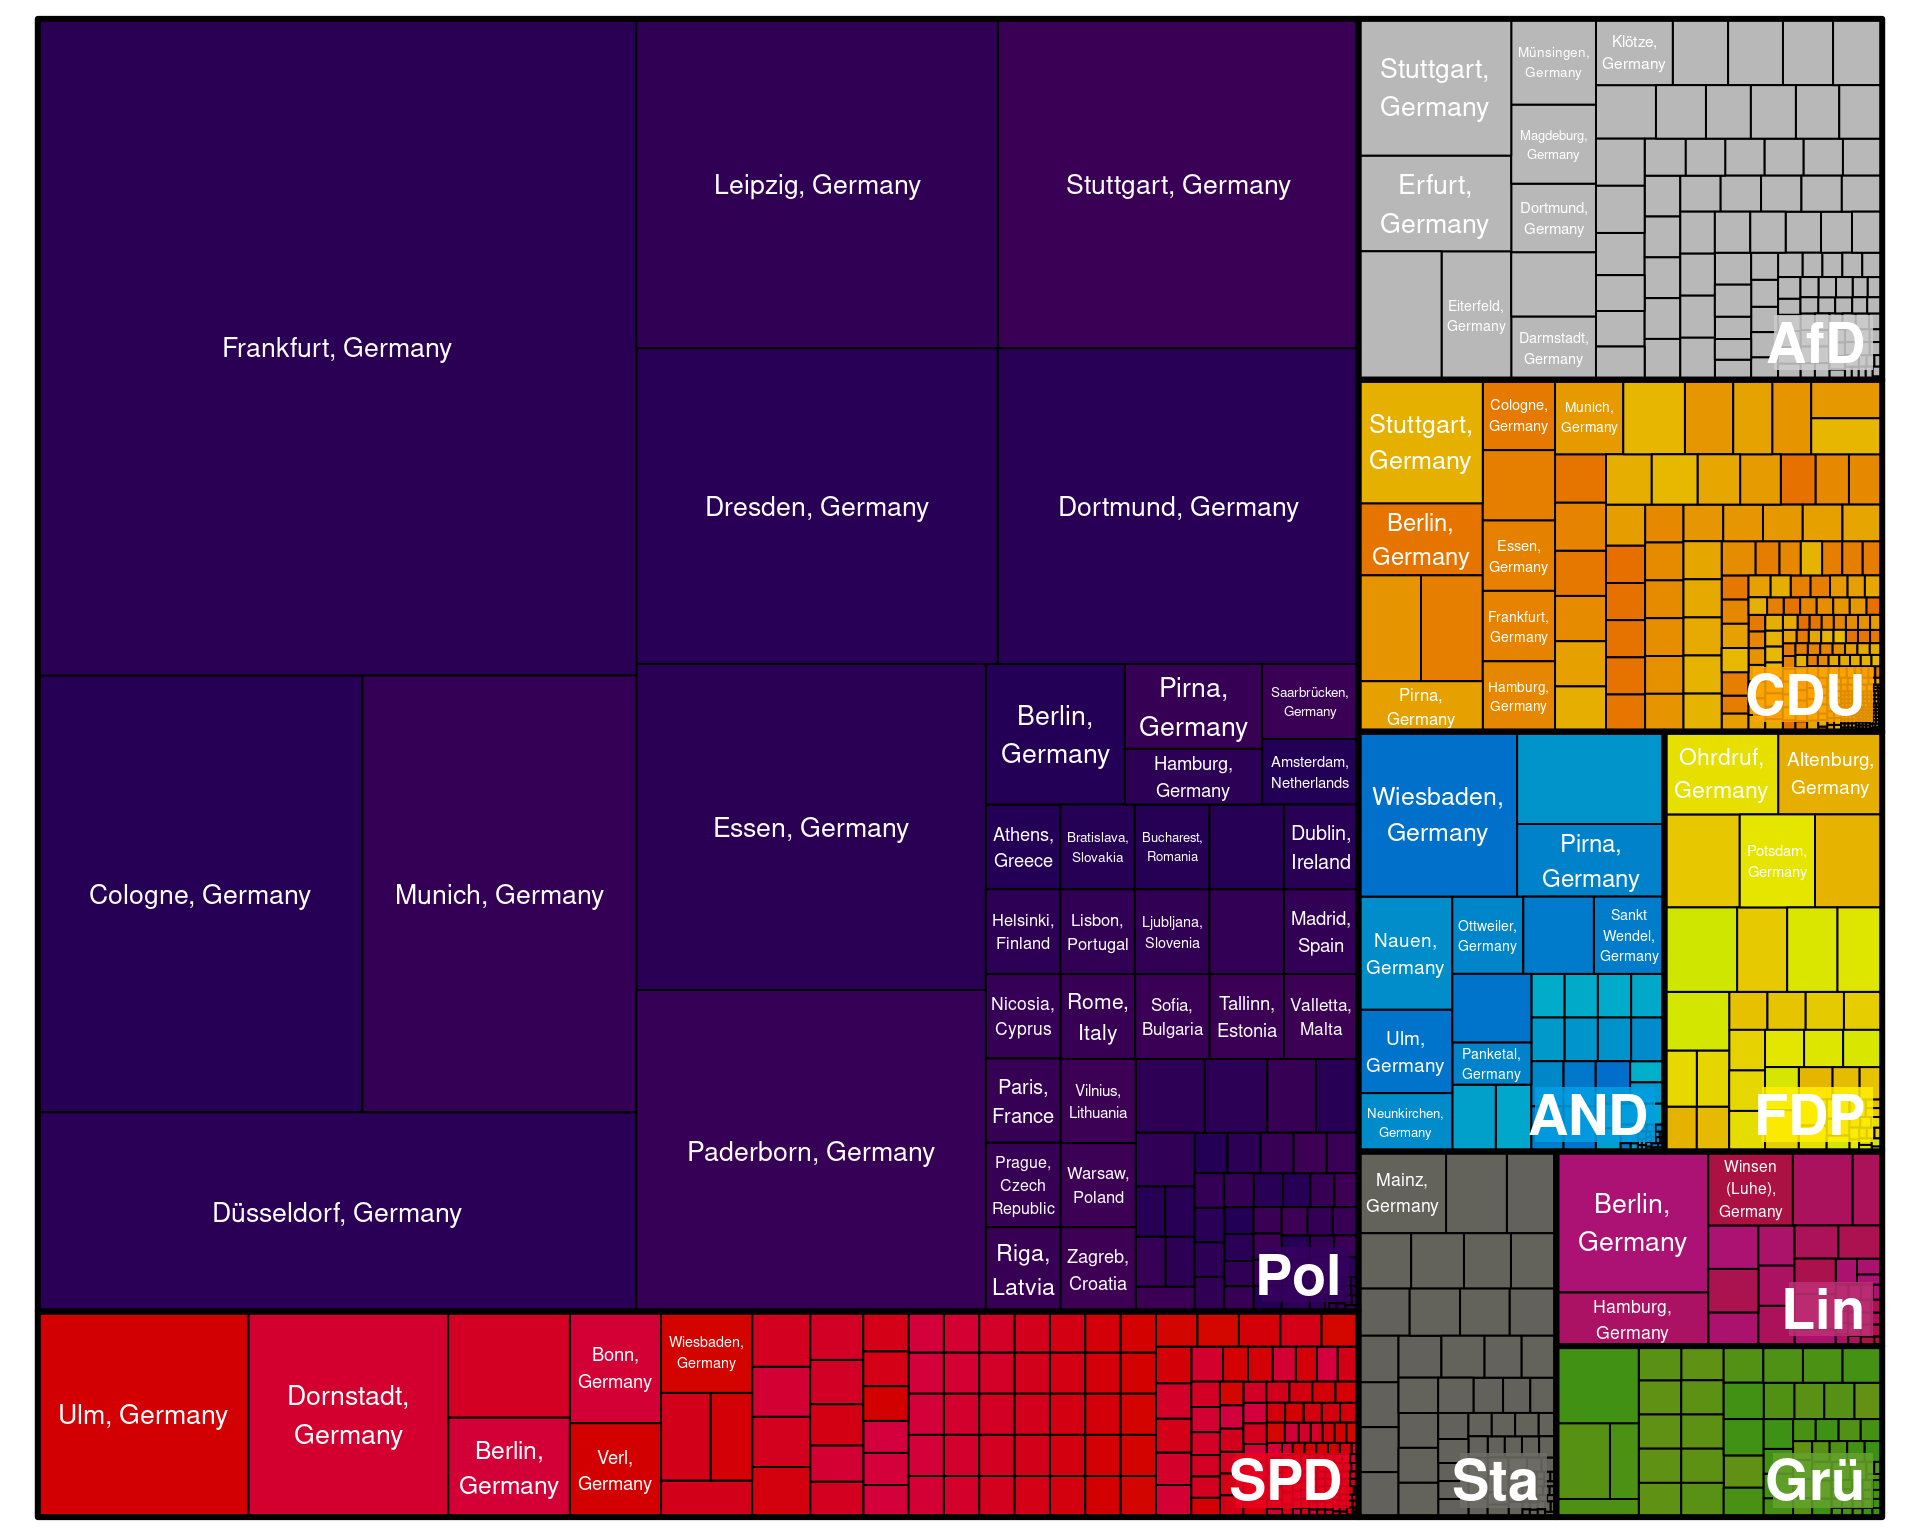 Frankfurt, Germany
Leipzig, Germany
Stuttgart, Germany
Dresden, Germany
Dortmund, Germany
Cologne, Germany
Munich, Germany
Düsseldorf, Germany
Essen, Germany
Paderborn, Germany
Berlin,
Germany
Pirna,
Germany
Hamburg,
Germany
Saarbrücken,
Germany
Amsterdam,
Netherlands
Athens,
Greece
Bratislava,
Slovakia
Bucharest,
Romania
Dublin,
Ireland
Helsinki,
Finland
Lisbon,
Portugal
Ljubljana,
Slovenia
Madrid,
Spain
Nicosia,
Cyprus
Rome,
Italy
Sofia,
Bulgaria
Tallinn,
Estonia
Valletta,
Malta
Paris,
France
Vilnius,
Lithuania
Prague,
Czech
Republic
Warsaw,
Poland
Riga,
Latvia
Zagreb,
Croatia
Pol
Ulm, Germany
Dornstadt,
Germany
Berlin,
Germany
Bonn,
Germany
Verl,
Germany
Wiesbaden,
Germany
SPD
Stuttgart,
Germany
Erfurt,
Germany
Eiterfeld,
Germany
Münsingen,
Germany
Magdeburg,
Germany
Dortmund,
Germany
Darmstadt,
Germany
Klötze,
Germany
AfD
Stuttgart,
Germany
Berlin,
Germany
Pirna,
Germany
Cologne,
Germany
Essen,
Germany
Frankfurt,
Germany
Hamburg,
Germany
Munich,
Germany
CDU
Wiesbaden,
Germany
Pirna,
Germany
Nauen,
Germany
Ulm,
Germany
Neunkirchen,
Germany
Ottweiler,
Germany
Sankt
Wendel,
Germany
Panketal,
Germany
AND
Ohrdruf,
Germany
Altenburg,
Germany
Potsdam,
Germany
FDP
Mainz,
Germany
Sta
Berlin,
Germany
Hamburg,
Germany
Winsen
(Luhe),
Germany
Lin
Grü